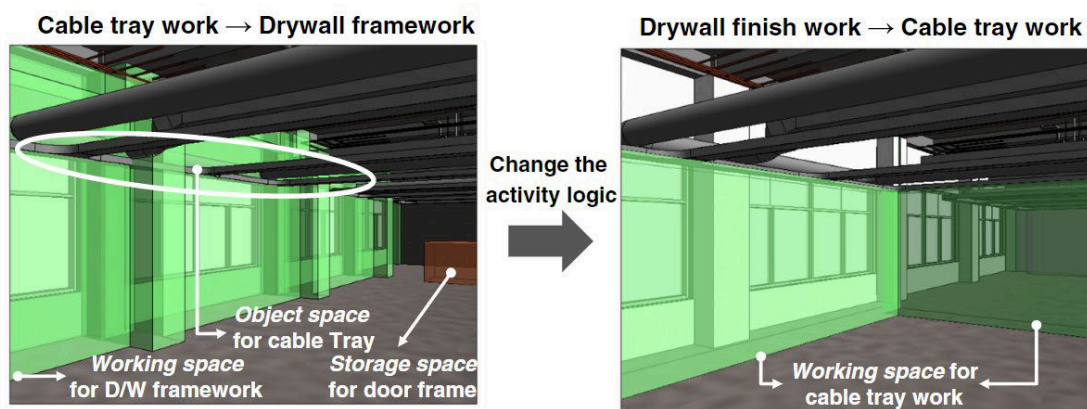 Cable tray work → Drywall framework
Drywall finish work → Cable tray work
Change the
activity logic
Object space
for cable Tray
Working space
for D/W framework
Storage space
for door frame
Working space for
cable tray work